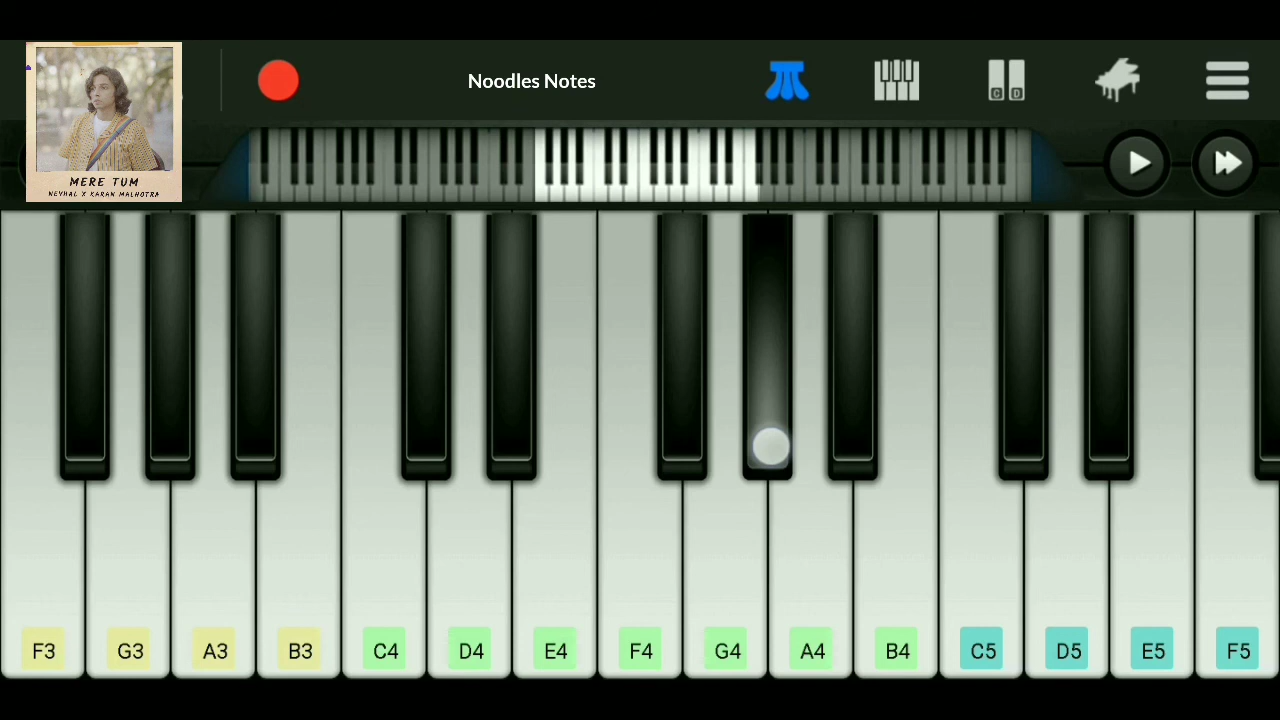 Noodles Notes
MERE TUM
NEYHAL X KARAN MALHOTRA
C D
F3 G3 A3 B3 C4 D4 E4 F4 G4 A4 B4 C5 D5 E5 F5